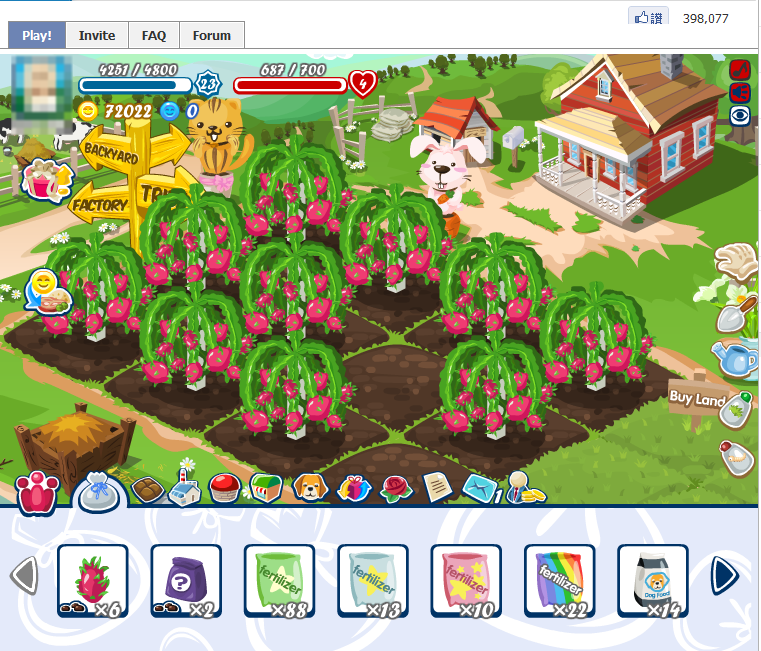 讚 398,077
Play! Invite FAQ Forum
4251 / 4800 23 687 / 700 4
72022 0
BACKYARD
FACTORY
Buy Land
1
fertilizer fertilizer fertilizer fertilizer Dog Food
?
×6 ×2 ×88 ×13 ×10 ×22 ×14